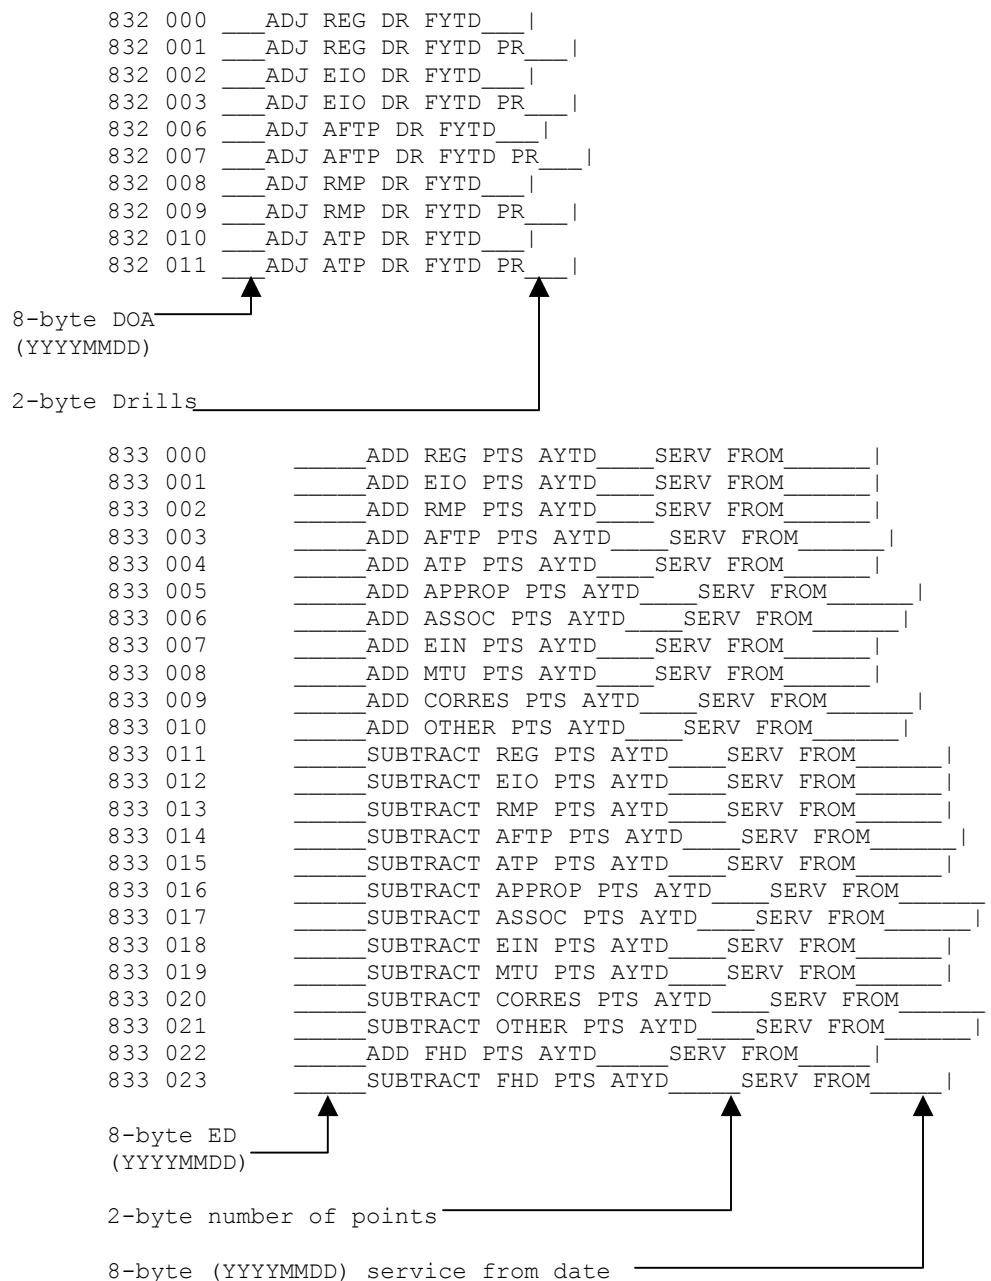 832 000 ___ADJ REG DR FYTD___|
832 001 ___ADJ REG DR FYTD PR___|
832 002 ___ADJ EIO DR FYTD___|
832 003 ___ADJ EIO DR FYTD PR___|
832 006 ___ADJ AFTP DR FYTD___|
832 007 ___ADJ AFTP DR FYTD PR___|
832 008 ___ADJ RMP DR FYTD___|
832 009 ___ADJ RMP DR FYTD PR___|
832 010 ___ADJ ATP DR FYTD___|
832 011 ___ADJ ATP DR FYTD PR___|
8-byte DOA
(YYYYMMDD)
2-byte Drills
833 000 _____ADD REG PTS AYTD____SERV FROM______|
833 001 _____ADD EIO PTS AYTD____SERV FROM______|
833 002 _____ADD RMP PTS AYTD____SERV FROM______|
833 003 _____ADD AFTP PTS AYTD____SERV FROM______|
833 004 _____ADD ATP PTS AYTD____SERV FROM______|
833 005 _____ADD APPROP PTS AYTD____SERV FROM______|
833 006 _____ADD ASSOC PTS AYTD____SERV FROM______|
833 007 _____ADD EIN PTS AYTD____SERV FROM______|
833 008 _____ADD MTU PTS AYTD____SERV FROM______|
833 009 _____ADD CORRES PTS AYTD____SERV FROM______|
833 010 _____ADD OTHER PTS AYTD____SERV FROM______|
833 011 _____SUBTRACT REG PTS AYTD____SERV FROM______|
833 012 _____SUBTRACT EIO PTS AYTD____SERV FROM______|
833 013 _____SUBTRACT RMP PTS AYTD____SERV FROM______|
833 014 _____SUBTRACT AFTP PTS AYTD____SERV FROM______|
833 015 _____SUBTRACT ATP PTS AYTD____SERV FROM______|
833 016 _____SUBTRACT APPROP PTS AYTD____SERV FROM______
833 017 _____SUBTRACT ASSOC PTS AYTD____SERV FROM______|
833 018 _____SUBTRACT EIN PTS AYTD____SERV FROM______|
833 019 _____SUBTRACT MTU PTS AYTD____SERV FROM______|
833 020 _____SUBTRACT CORRES PTS AYTD____SERV FROM______
833 021 _____SUBTRACT OTHER PTS AYTD____SERV FROM______|
833 022 _____ADD FHD PTS AYTD_____SERV FROM_____|
833 023 _____SUBTRACT FHD PTS ATYD_____SERV FROM_____|
8-byte ED
(YYYYMMDD)
2-byte number of points
8-byte (YYYYMMDD) service from date